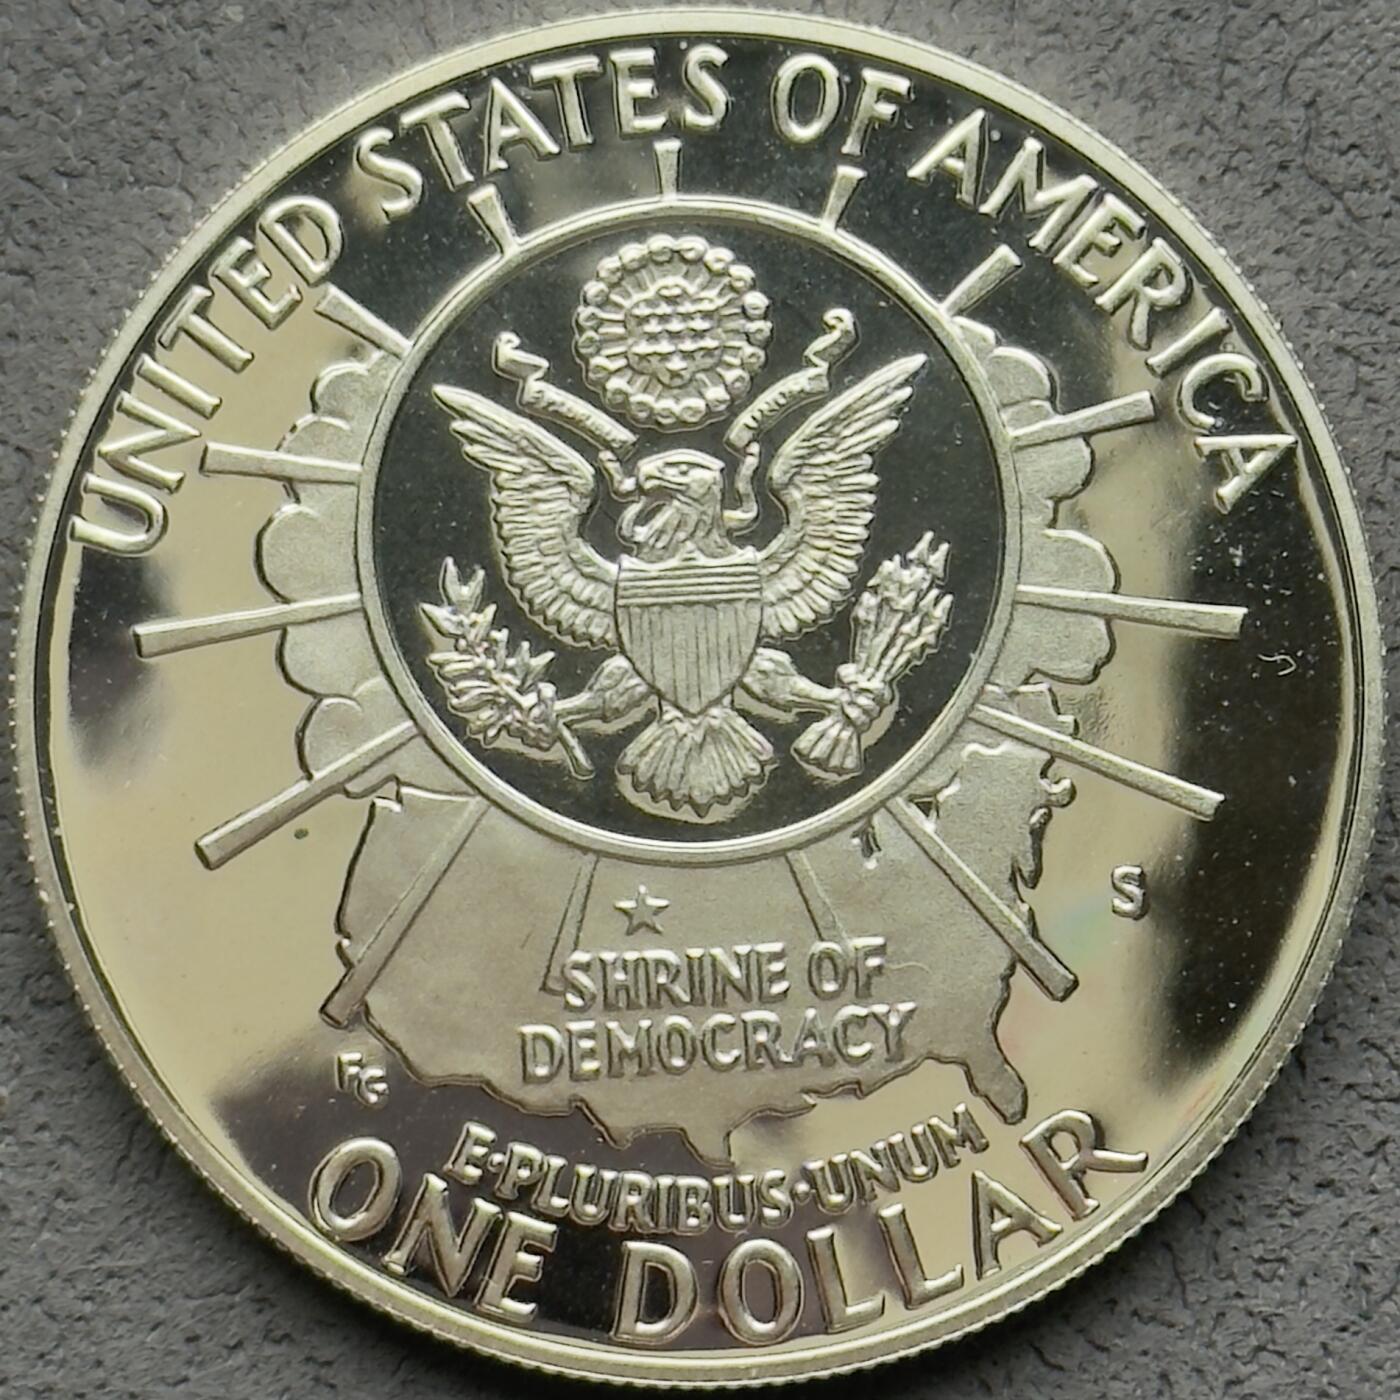 UNITED STATES OF AMERICA
S
SHRINE OF
DEMOCRACY
FG
E·PLURIBUS·UNUM
ONE DOLLAR